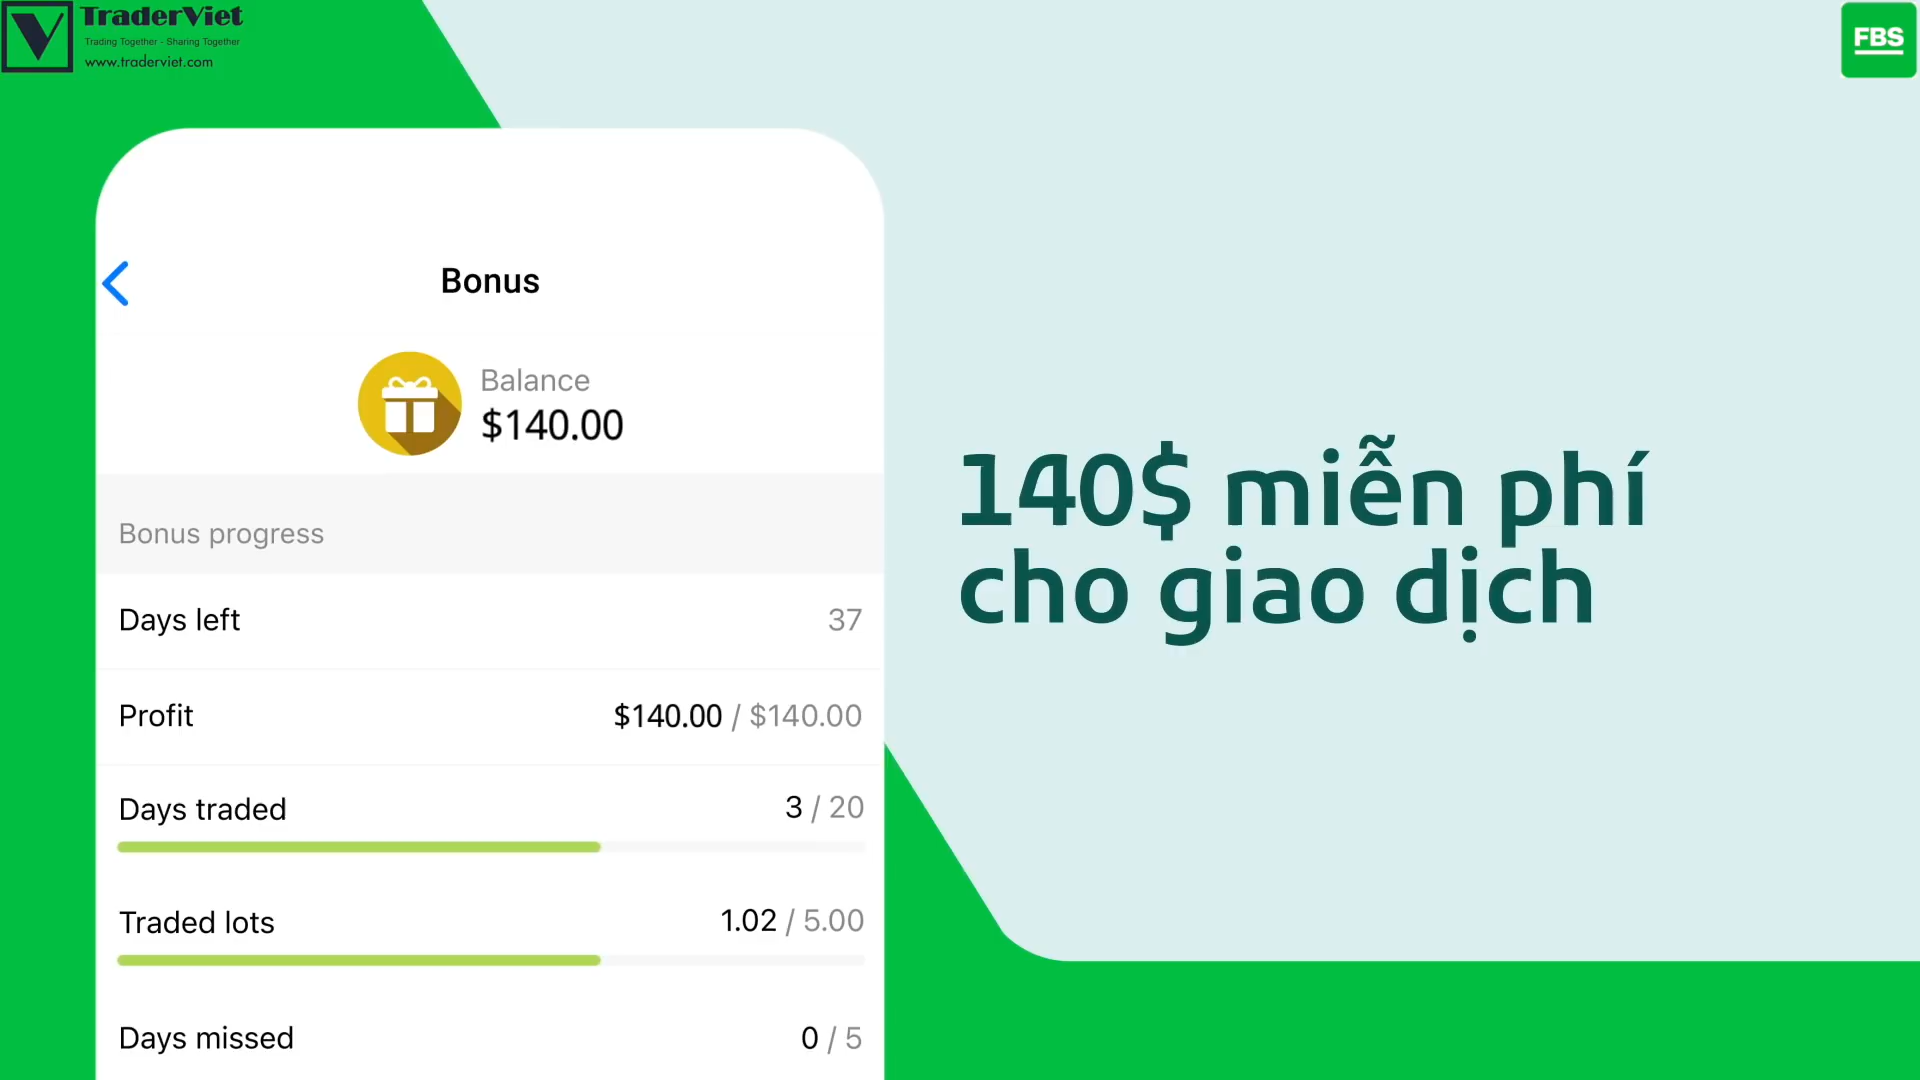 TraderViet
Trading Together - Sharing Together
www.traderviet.com
FBS
Bonus
Balance
$140.00
Bonus progress
Days left 37
Profit $140.00 / $140.00
Days traded 3 / 20
Traded lots 1.02 / 5.00
Days missed 0 / 5
140$ miễn phí
cho giao dịch